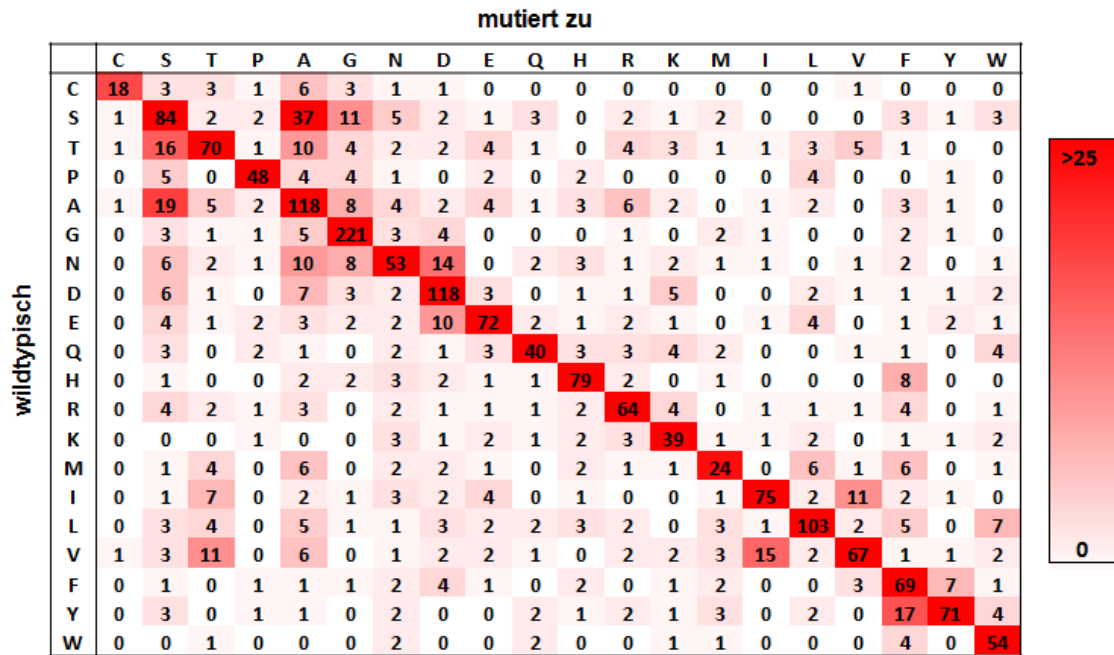 mutiert zu
C S T P A G N D E Q H R K M I L V F Y W
C 18 3 3 1 6 3 1 1 0 0 0 0 0 0 0 0 1 0 0 0
S 1 84 2 2 37 11 5 2 1 3 0 2 1 2 0 0 0 3 1 3
T 1 16 70 1 10 4 2 2 4 1 0 4 3 1 1 3 5 1 0 0
P 0 5 0 48 4 4 1 0 2 0 2 0 0 0 0 4 0 0 1 0
A 1 19 5 2 118 8 4 2 4 1 3 6 2 0 1 2 0 3 1 0
G 0 3 1 1 5 221 3 4 0 0 0 1 0 2 1 0 0 2 1 0
N 0 6 2 1 10 8 53 14 0 2 3 1 2 1 1 0 1 2 0 1
D 0 6 1 0 7 3 2 118 3 0 1 1 5 0 0 2 1 1 1 2
E 0 4 1 2 3 2 2 10 72 2 1 2 1 0 1 4 0 1 2 1
Q 0 3 0 2 1 0 2 1 3 40 3 3 4 2 0 0 1 1 0 4
H 0 1 0 0 2 2 3 2 1 1 79 2 0 1 0 0 0 8 0 0
R 0 4 2 1 3 0 2 1 1 1 2 64 4 0 1 1 1 4 0 1
K 0 0 0 1 0 0 3 1 2 1 2 3 39 1 1 2 0 1 1 2
M 0 1 4 0 6 0 2 2 1 0 2 1 1 24 0 6 1 6 0 1
I 0 1 7 0 2 1 3 2 4 0 1 0 0 1 75 2 11 2 1 0
L 0 3 4 0 5 1 1 3 2 2 3 2 0 3 1 103 2 5 0 7
V 1 3 11 0 6 0 1 2 2 1 0 2 2 3 15 2 67 1 1 2
F 0 1 0 1 1 1 2 4 1 0 2 0 1 2 0 0 3 69 7 1
Y 0 3 0 1 1 0 2 0 0 2 1 2 1 3 0 2 0 17 71 4
W 0 0 1 0 0 0 2 0 0 2 0 0 1 1 0 0 0 4 0 54
wildtypisch
>25
0